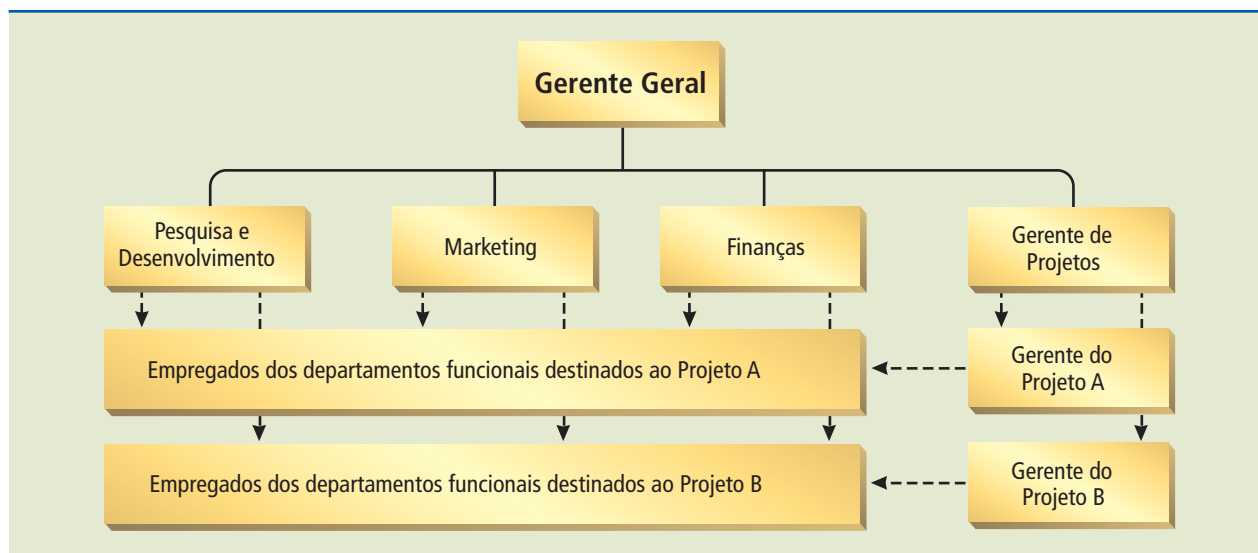 Gerente Geral
Pesquisa e
Desenvolvimento
Marketing
Finanças
Gerente de
Projetos
Empregados dos departamentos funcionais destinados ao Projeto A
Gerente do
Projeto A
Empregados dos departamentos funcionais destinados ao Projeto B
Gerente do
Projeto B